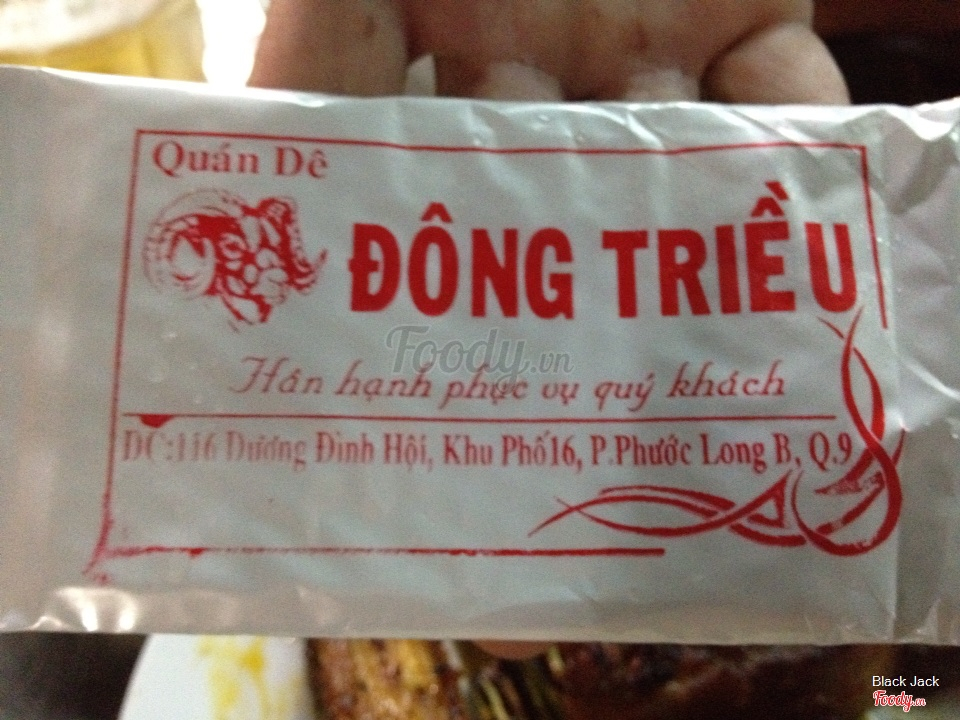 Quán Dê
ĐÔNG TRIỀU
Foody.vn
Hân hạnh phục vụ quý khách
ĐC:116 Dương Đình Hội, Khu Phố16, P.Phước Long B, Q.9
Black Jack
Foody.vn